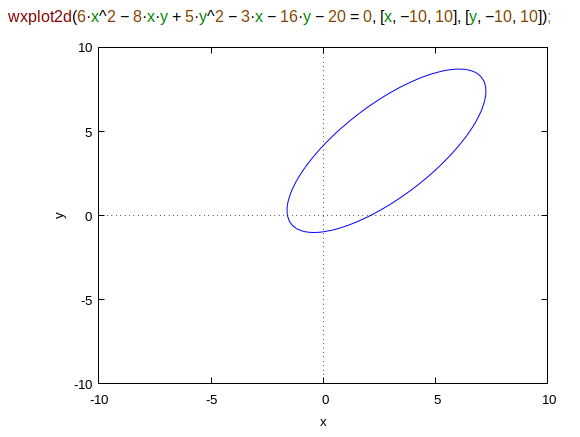 wxplot2d(6·x^2 − 8·x·y + 5·y^2 − 3·x − 16·y − 20 = 0, [x, −10, 10], [y, −10, 10]);
10
5
y
0
-5
-10
-10 -5 0 5 10
x